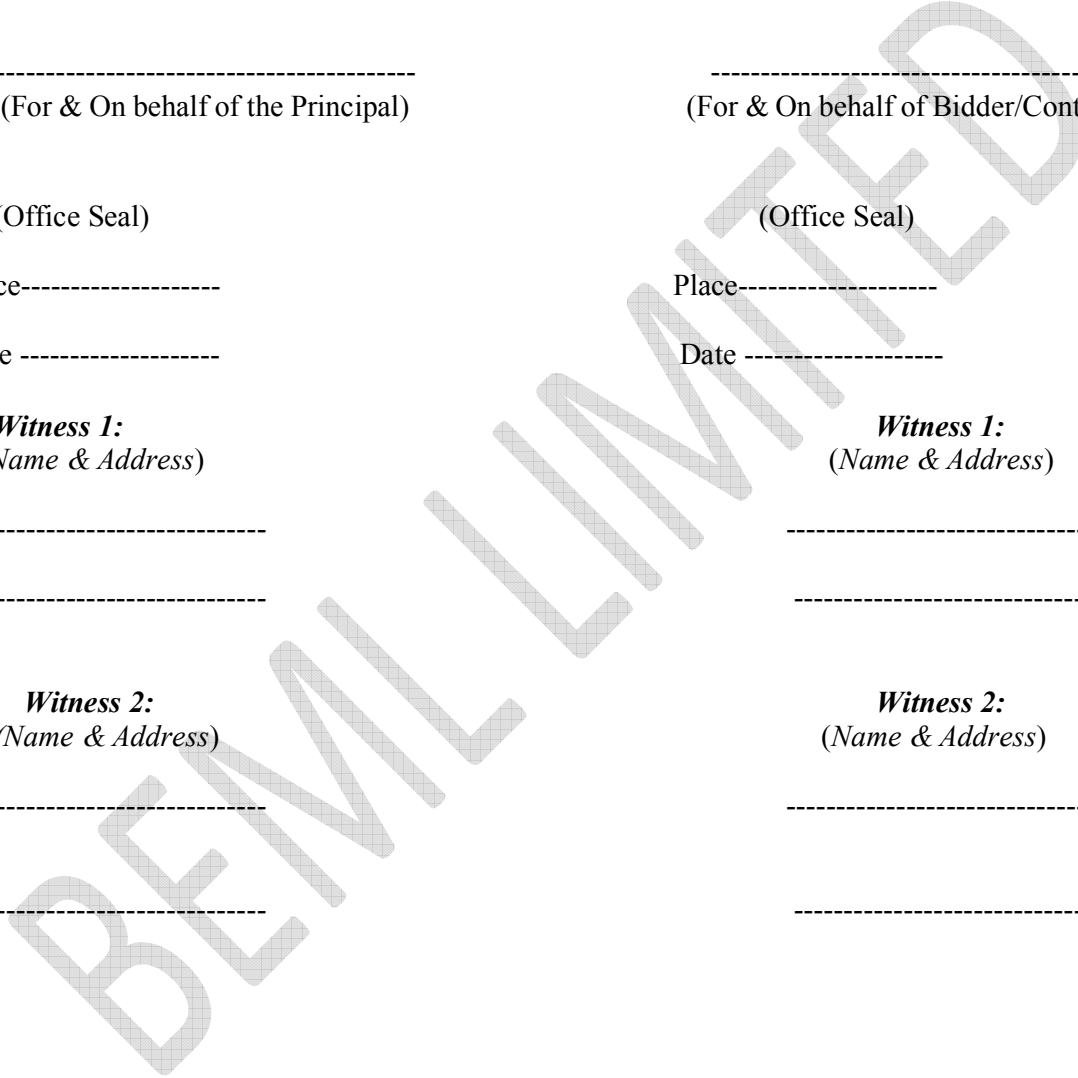 ------------------------------------------ ------------------------------------------
(For & On behalf of the Principal) (For & On behalf of Bidder/Cont
(Office Seal) (Office Seal)
ce-------------------- Place--------------------
e -------------------- Date --------------------
Witness 1: Witness 1:
Name & Address) (Name & Address)
--------------------------- ------------------------------
--------------------------- -----------------------------
Witness 2: Witness 2:
(Name & Address) (Name & Address)
--------------------------- ------------------------------
--------------------------- -----------------------------
BEML LIMITED